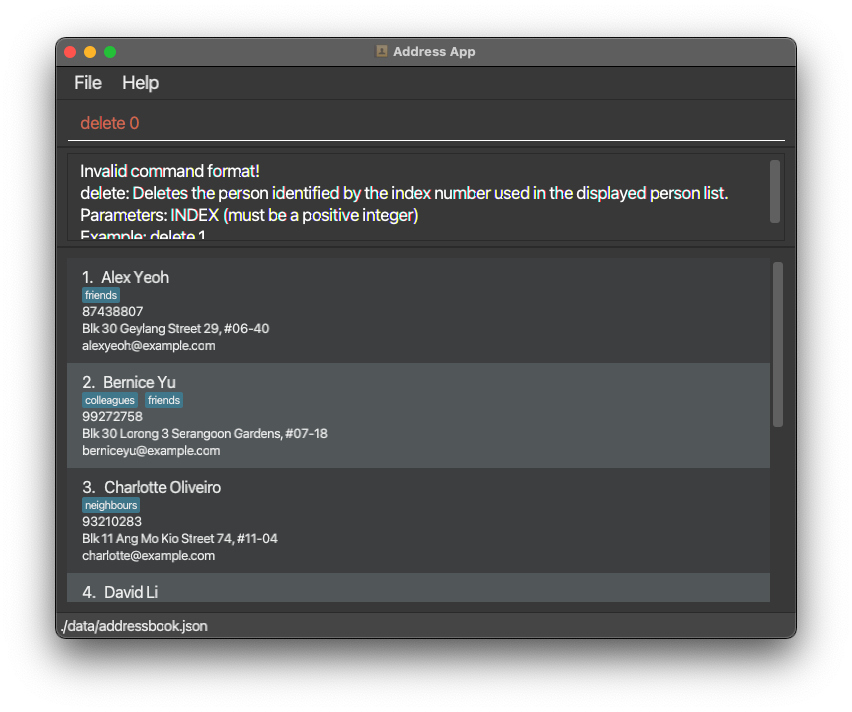 Address App
File Help
delete 0
Invalid command format!
delete: Deletes the person identified by the index number used in the displayed person list.
Parameters: INDEX (must be a positive integer)
Example: delete 1
1. Alex Yeoh
friends
87438807
Blk 30 Geylang Street 29, #06-40
alexyeoh@example.com
2. Bernice Yu
colleagues friends
99272758
Blk 30 Lorong 3 Serangoon Gardens, #07-18
berniceyu@example.com
3. Charlotte Oliveiro
neighbours
93210283
Blk 11 Ang Mo Kio Street 74, #11-04
charlotte@example.com
4. David Li
./data/addressbook.json